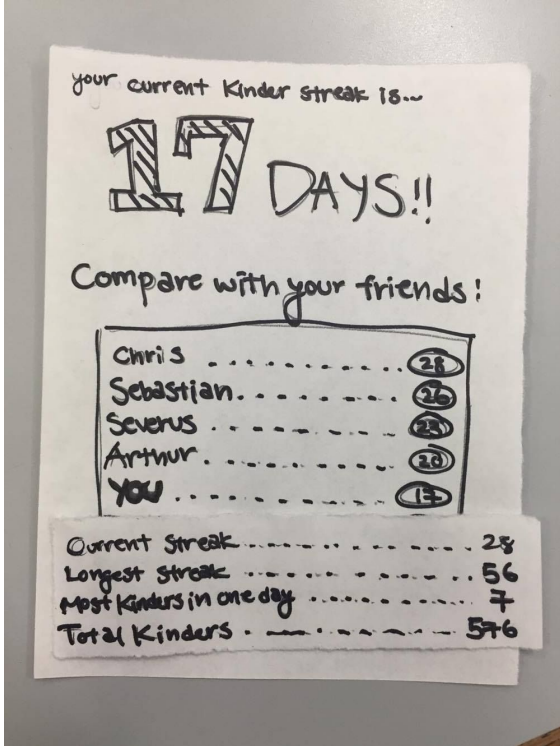 your current Kinder streak is...
17 DAYS!!
Compare with your friends!
Chris .......... 28
Sebastian .......... 26
Severus .......... 23
Arthur .......... 20
YOU .......... 17
Current Streak .......... 28
Longest Streak .......... 56
Most Kinders in one day .......... 7
Total Kinders .......... 576